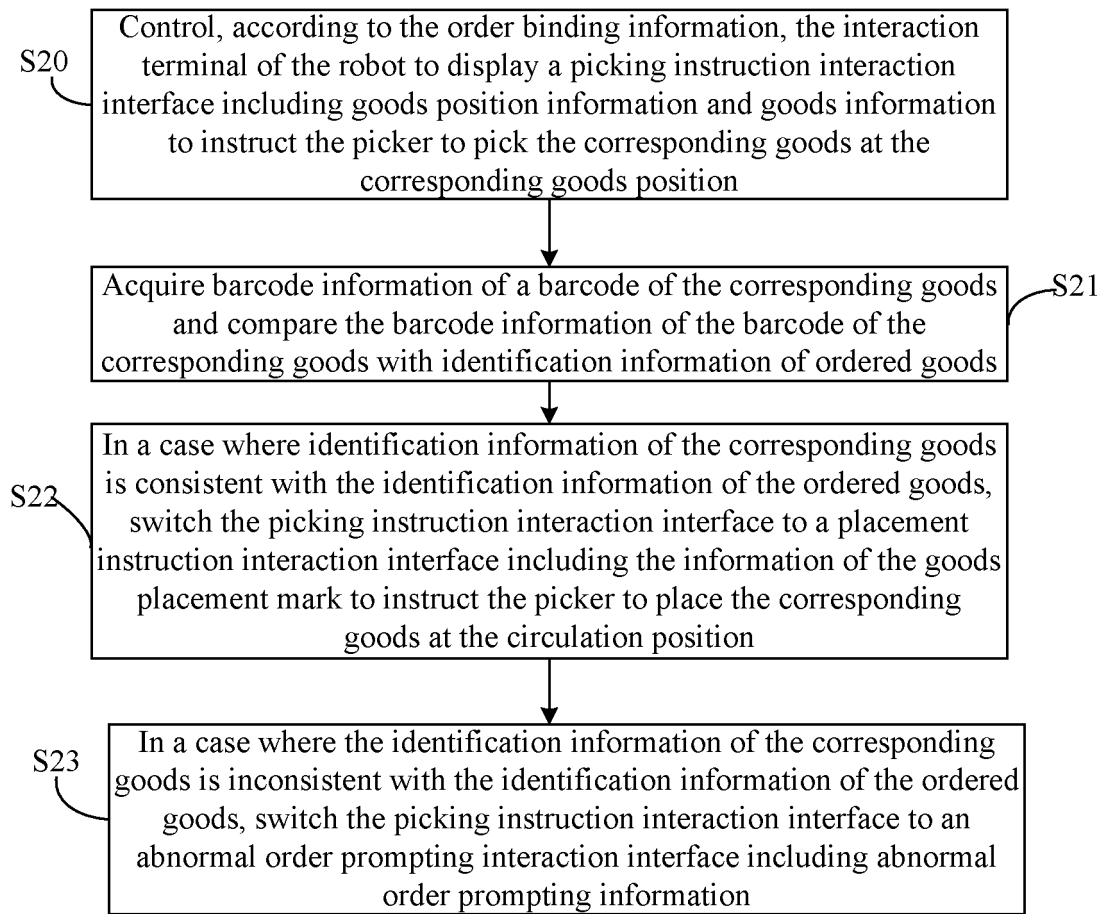 S20
Control, according to the order binding information, the interaction
terminal of the robot to display a picking instruction interaction
interface including goods position information and goods information
to instruct the picker to pick the corresponding goods at the
corresponding goods position
Acquire barcode information of a barcode of the corresponding goods
and compare the barcode information of the barcode of the
corresponding goods with identification information of ordered goods
S21
S22
In a case where identification information of the corresponding goods
is consistent with the identification information of the ordered goods,
switch the picking instruction interaction interface to a placement
instruction interaction interface including the information of the goods
placement mark to instruct the picker to place the corresponding
goods at the circulation position
S23
In a case where the identification information of the corresponding
goods is inconsistent with the identification information of the ordered
goods, switch the picking instruction interaction interface to an
abnormal order prompting interaction interface including abnormal
order prompting information